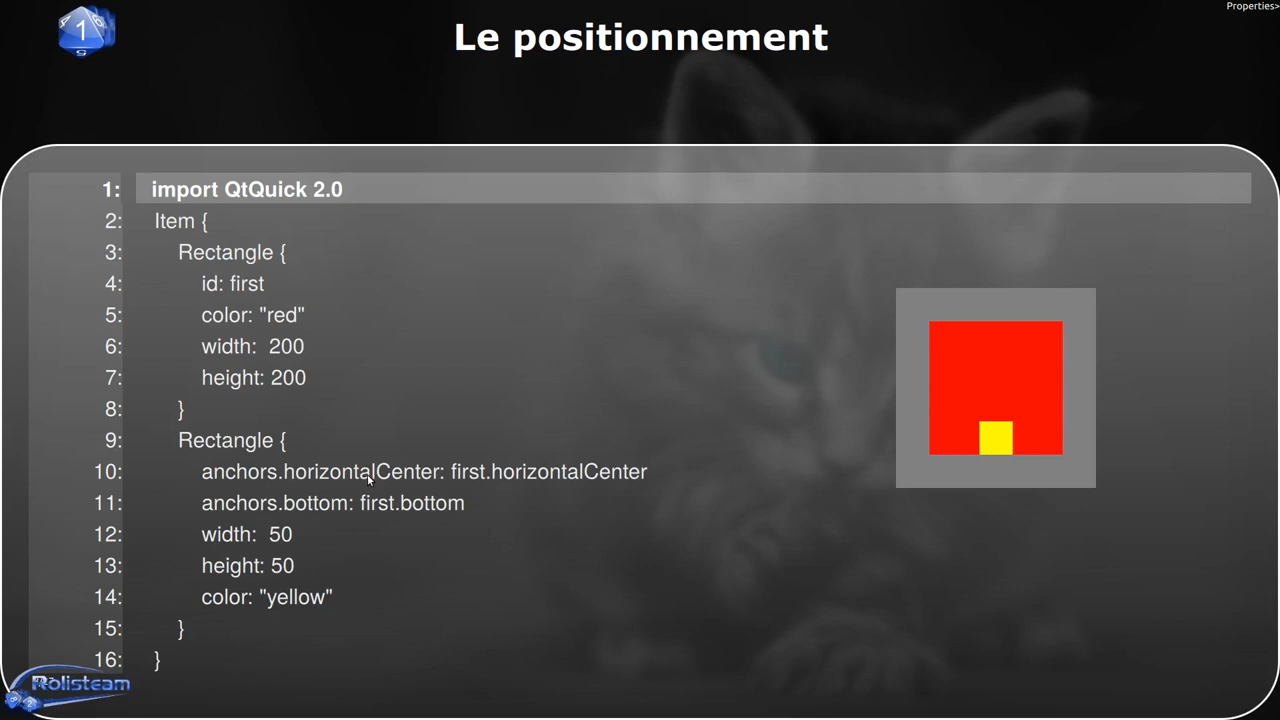 Properties>
1
Le positionnement
1: import QtQuick 2.0
2: Item {
3: Rectangle {
4: id: first
5: color: "red"
6: width: 200
7: height: 200
8: }
9: Rectangle {
10: anchors.horizontalCenter: first.horizontalCenter
11: anchors.bottom: first.bottom
12: width: 50
13: height: 50
14: color: "yellow"
15: }
16: }
Rolisteam